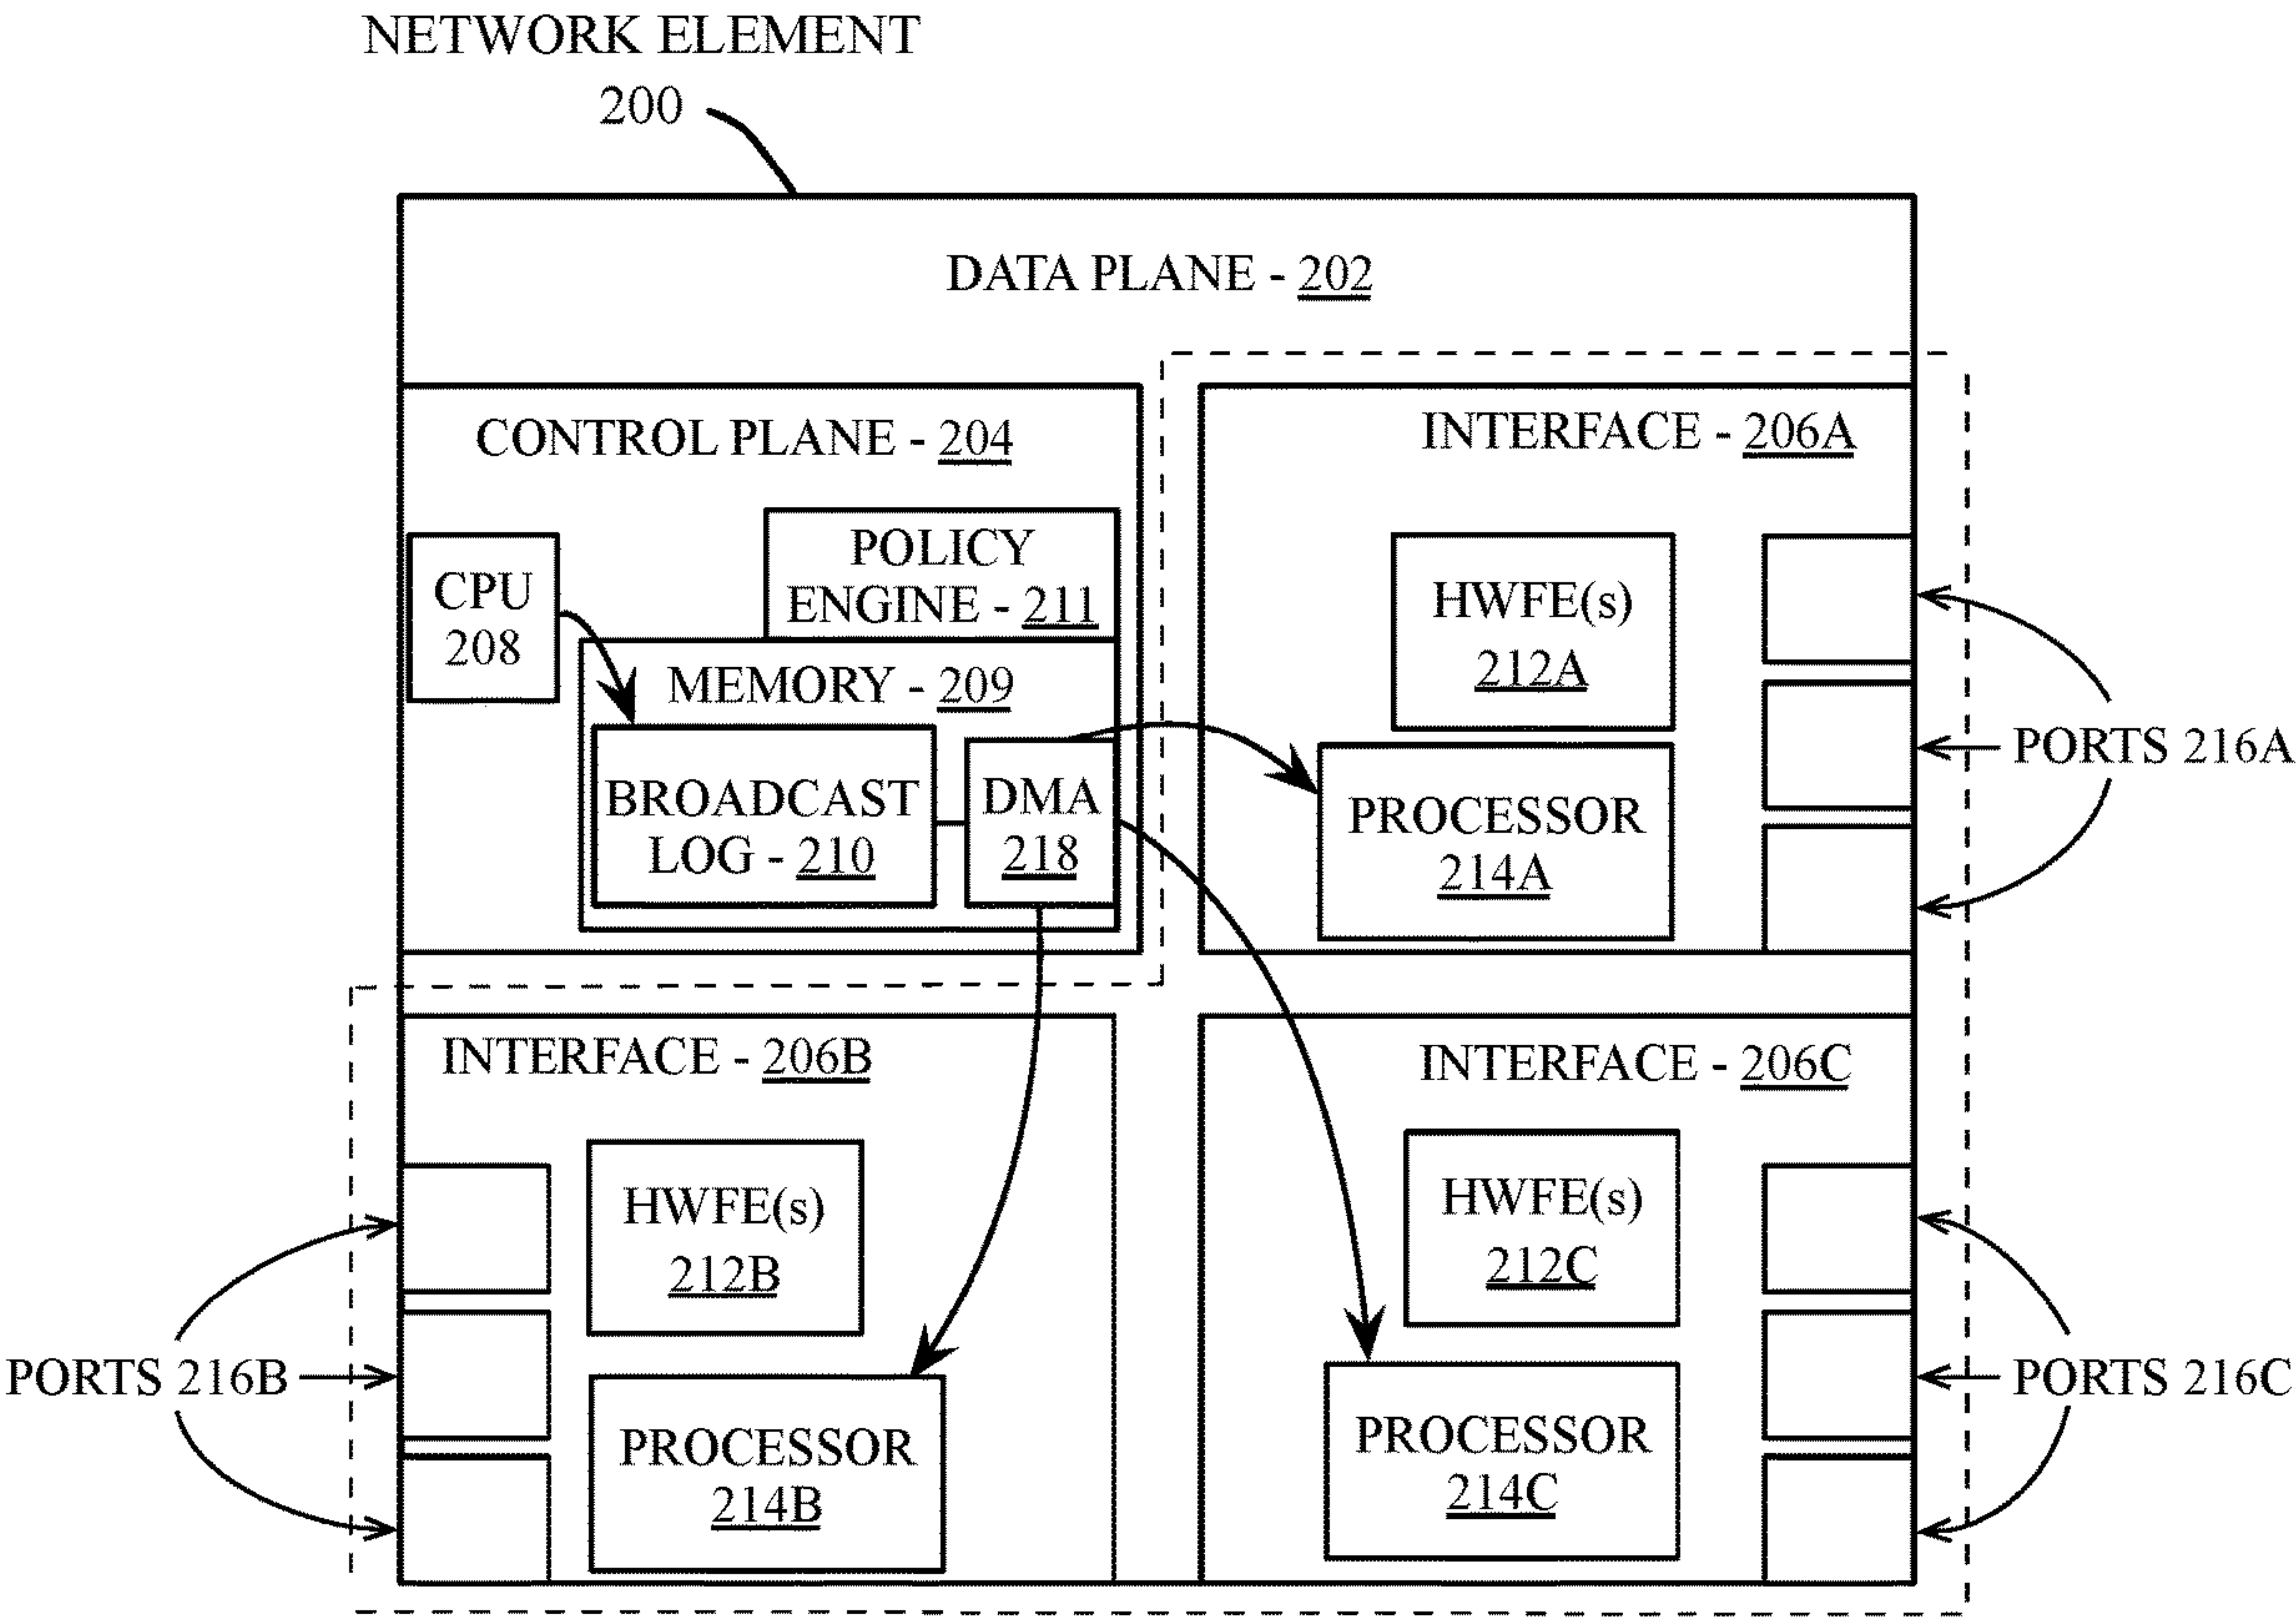 NETWORK ELEMENT
200
DATA PLANE - 202
CONTROL PLANE - 204
POLICY
ENGINE - 211
CPU
208
MEMORY - 209
BROADCAST
LOG - 210
DMA
218
INTERFACE - 206A
HWFE(s)
212A
PROCESSOR
214A
PORTS 216A
INTERFACE - 206B
HWFE(s)
212B
PROCESSOR
214B
PORTS 216B
INTERFACE - 206C
HWFE(s)
212C
PROCESSOR
214C
PORTS 216C